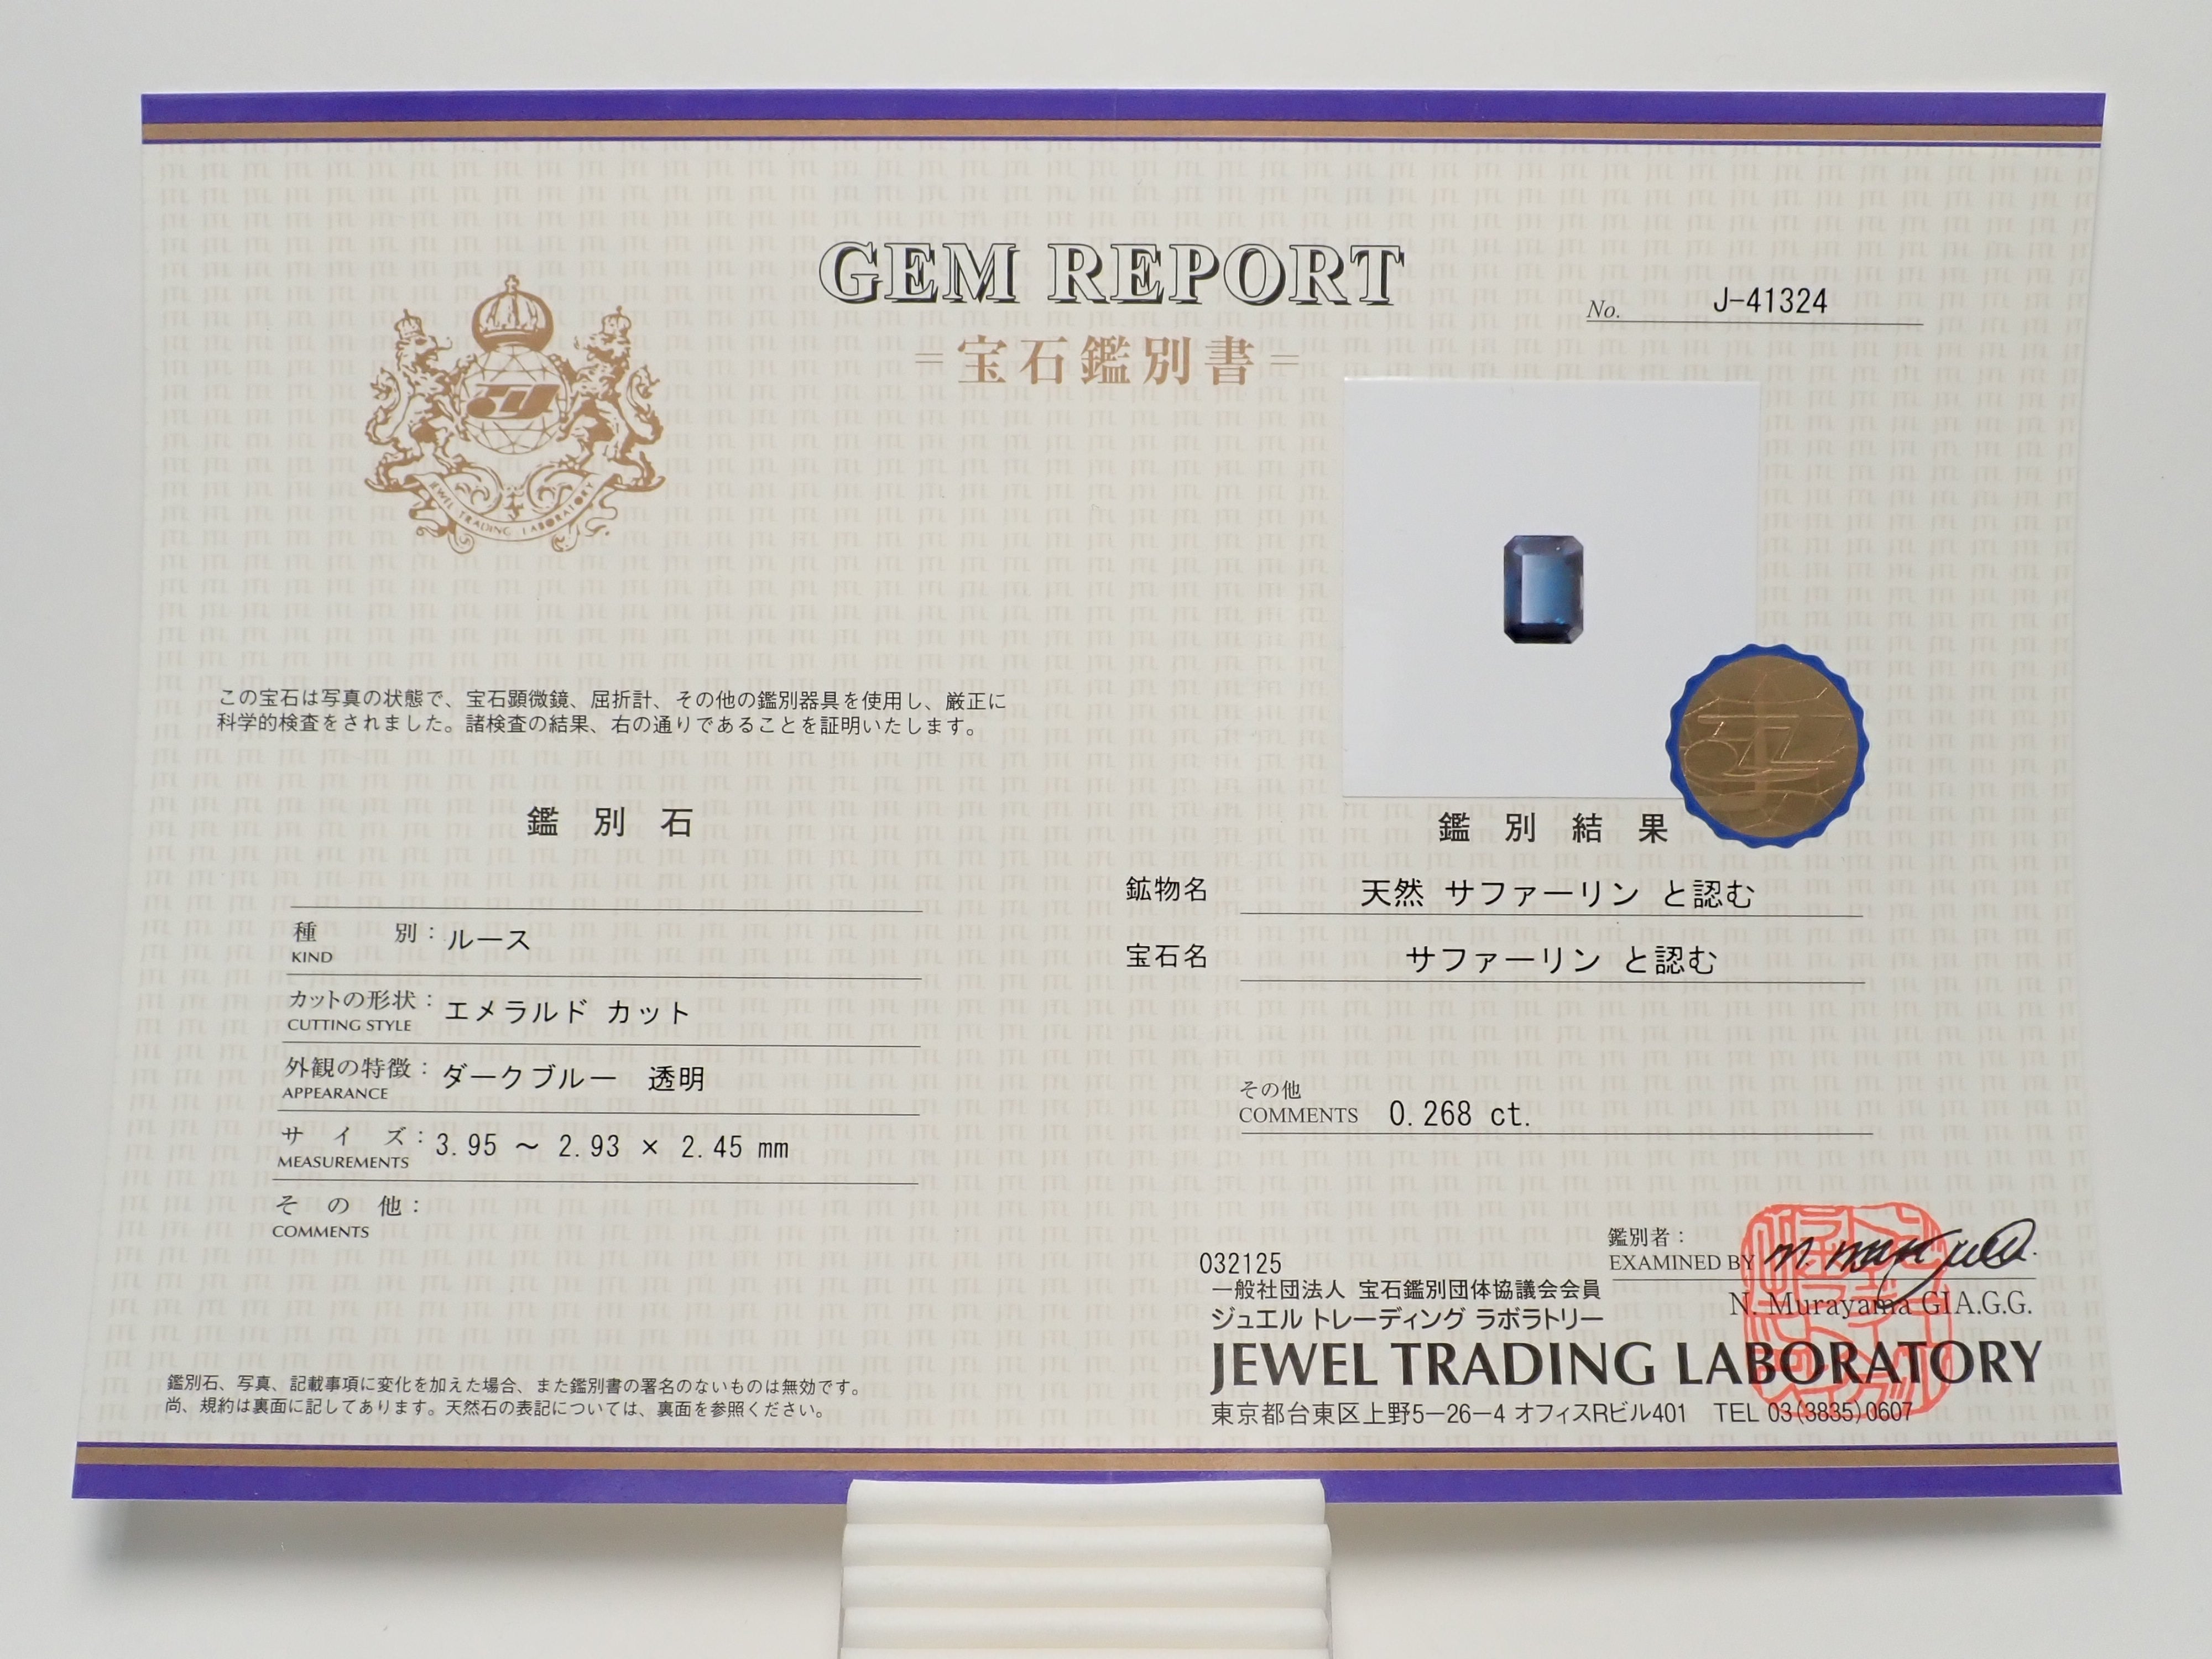 GEM REPORT
No. J-41324
=宝石鑑別書=
JEWEL TRADING LABORATORY
この宝石は写真の状態で、宝石顕微鏡、屈折計、その他の鑑別器具を使用し、厳正に
科学的検査をされました。諸検査の結果、右の通りであることを証明いたします。
鑑別石
種別：ルース
KIND
カットの形状：エメラルド カット
CUTTING STYLE
外観の特徴：ダークブルー 透明
APPEARANCE
サイズ：3.95 ～ 2.93 × 2.45 mm
MEASUREMENTS
その他：
COMMENTS
鑑別石、写真、記載事項に変化を加えた場合、また鑑別書の署名のないものは無効です。
尚、規約は裏面に記してあります。天然石の表記については、裏面を参照ください。
鑑別結果
鉱物名 天然 サファーリン と認む
宝石名 サファーリン と認む
その他
COMMENTS 0.268 ct.
032125
一般社団法人 宝石鑑別団体協議会会員
ジュエル トレーディング ラボラトリー
鑑別者：
EXAMINED BY
N. Murayama GIA.G.G.
JEWEL TRADING LABORATORY
東京都台東区上野5－26－4 オフィスRビル401 TEL 03(3835)0607